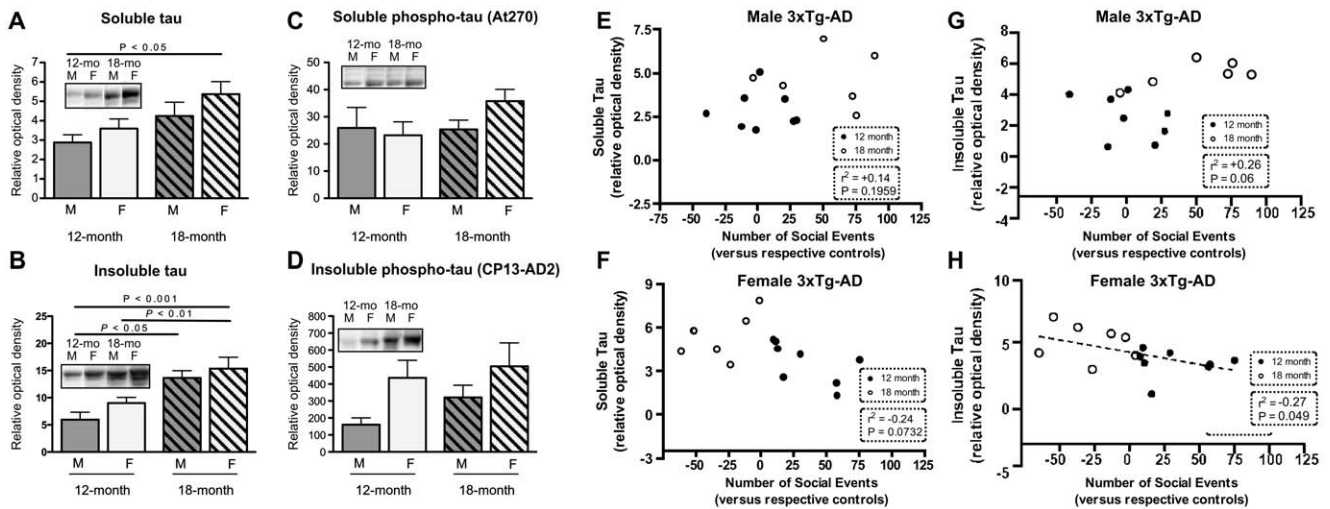 A
Soluble tau
P < 0.05
12-mo 18-mo
M F M F
Relative optical density
7
6
5
4
3
2
1
0
M F M F
12-month 18-month
B
Insoluble tau
P < 0.001
P < 0.01
P < 0.05
12-mo 18-mo
M F M F
Relative optical density
25
20
15
10
5
0
M F M F
12-month 18-month
C
Soluble phospho-tau (At270)
12-mo 18-mo
M F M F
Relative optical density
50
40
30
20
10
0
M F M F
12-month 18-month
D
Insoluble phospho-tau (CP13-AD2)
12-mo 18-mo
M F M F
Relative optical density
800
700
600
500
400
300
200
100
0
M F M F
12-month 18-month
E
Male 3xTg-AD
Soluble Tau
(relative optical density)
7.5
5.0
2.5
0.0
-2.5
12 month
18 month
r² = +0.14
P = 0.1959
-75 -50 -25 0 25 50 75 100 125
Number of Social Events
(versus respective controls)
F
Female 3xTg-AD
Soluble Tau
(relative optical density)
9
6
3
0
-3
12 month
18 month
r² = -0.24
P = 0.0732
-75 -50 -25 0 25 50 75 100 125
Number of Social Events
(versus respective controls)
G
Male 3xTg-AD
Insoluble Tau
(relative optical density)
8
6
4
2
0
-2
-4
12 month
18 month
r² = +0.26
P = 0.06
-50 -25 0 25 50 75 100 125
Number of Social Events
(versus respective controls)
H
Female 3xTg-AD
Insoluble Tau
(relative optical density)
10
5
0
-5
12 month
18 month
r² = -0.27
P = 0.049
-50 -25 0 25 50 75 100 125
Number of Social Events
(versus respective controls)